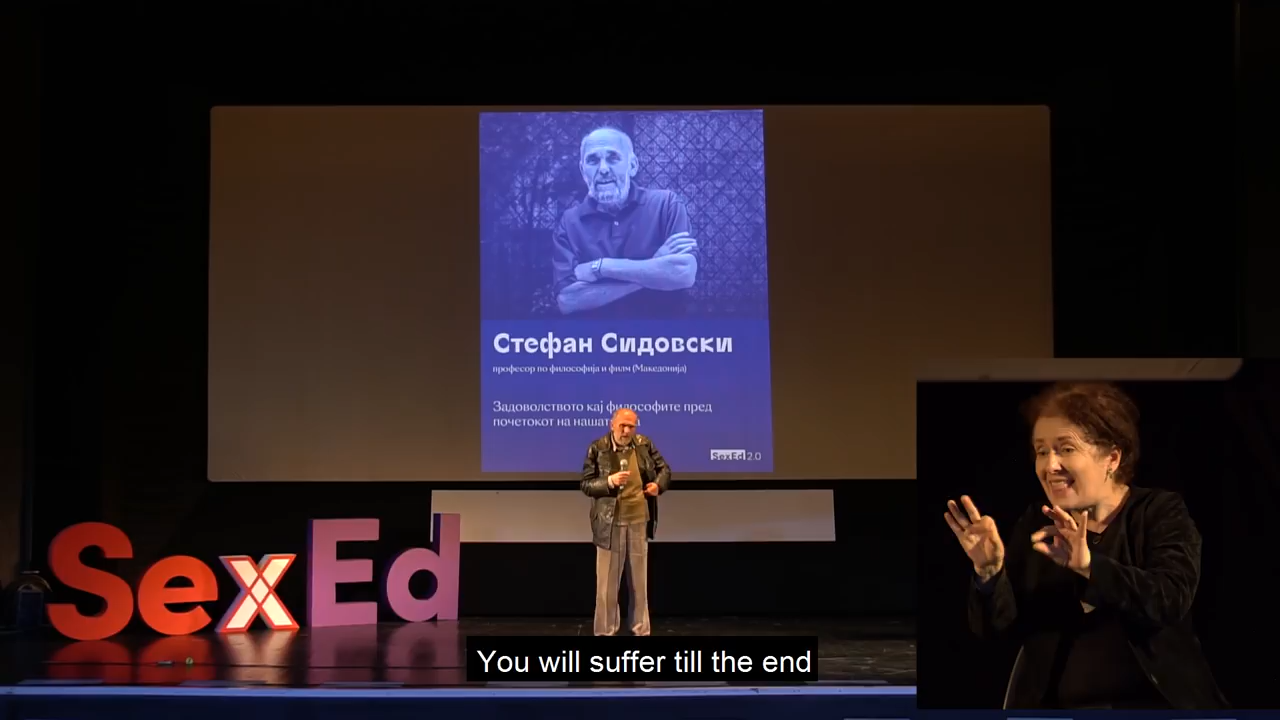 Стефан Сидовски
професор по филозофија и филм (Македонија)
Задоволството кај филозофите пред
почетокот на нашата
SexEd 2.0
SexEd
You will suffer till the end